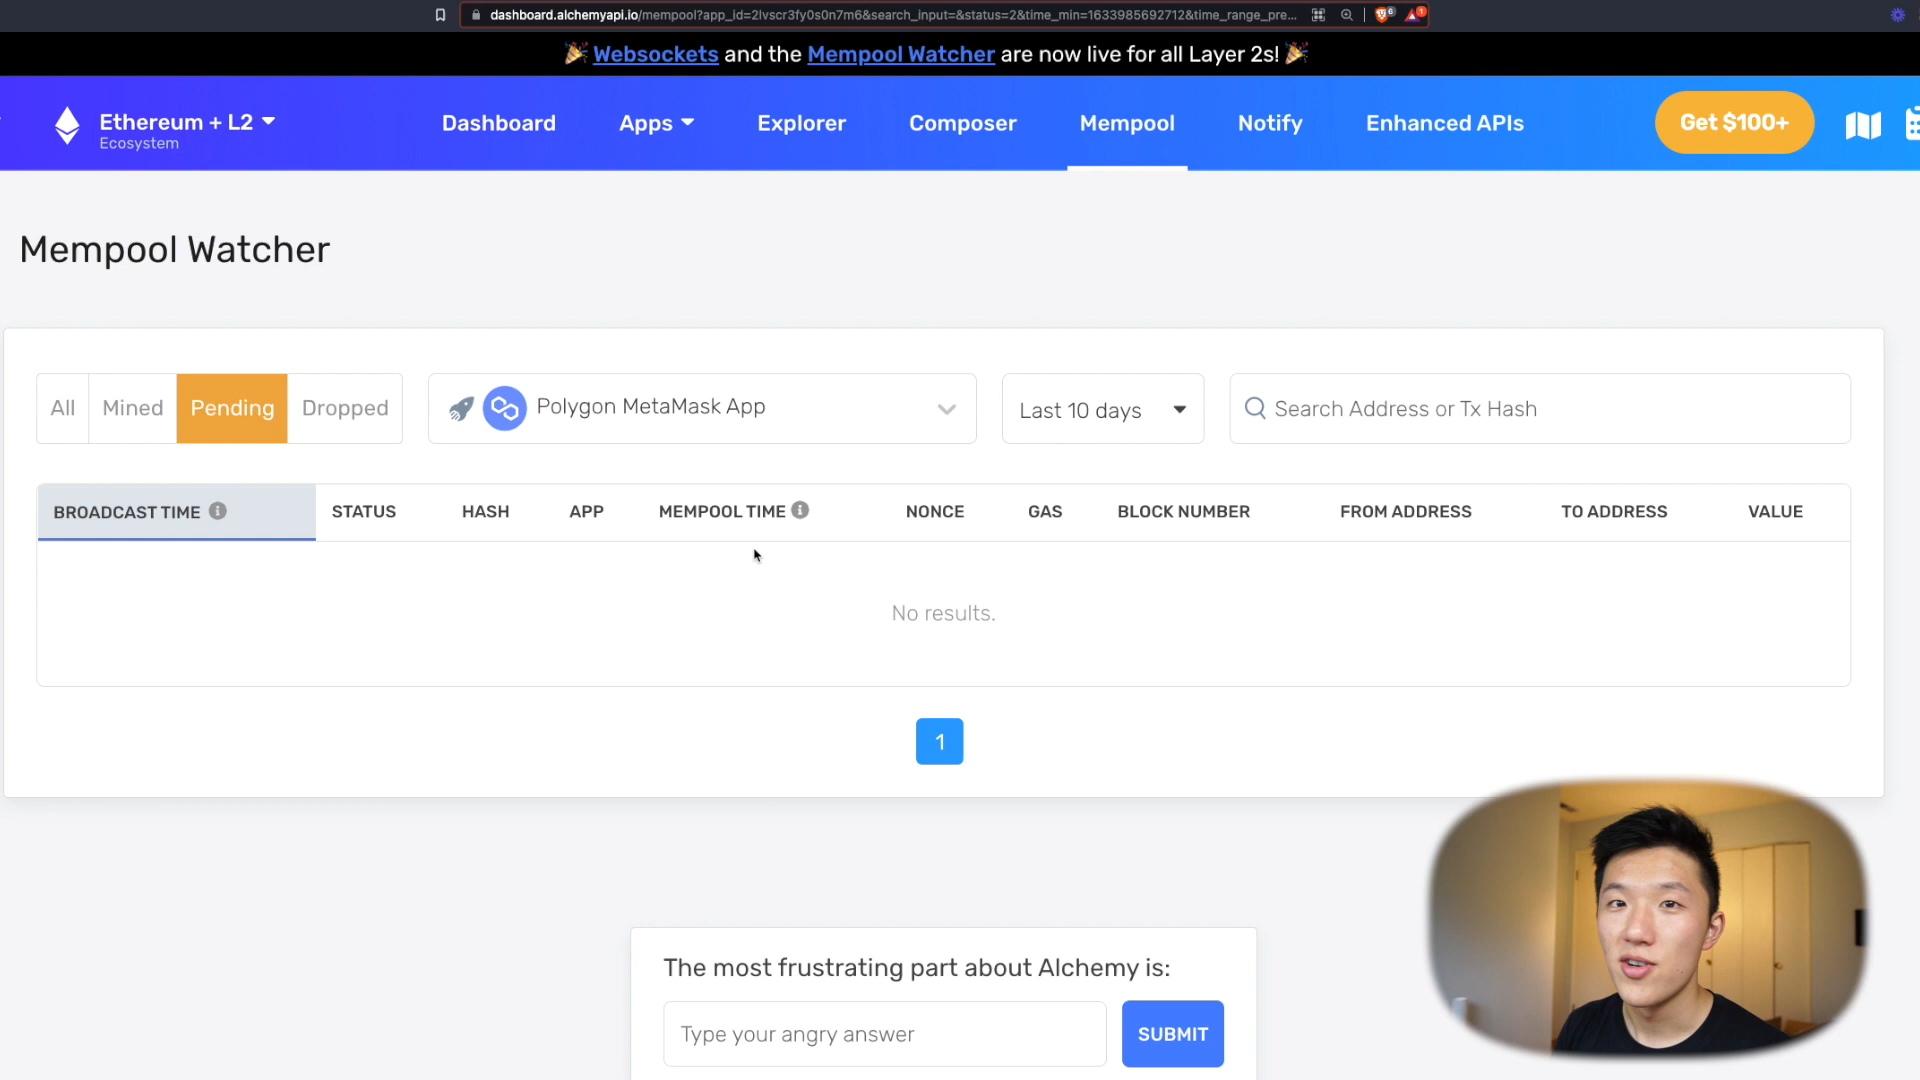 dashboard.alchemyapi.io/mempool?app_id=2lvscr3fy0s0n7m6&search_input=&status=2&time_min=1633985692712&time_range_pre...
6
1
🎉 Websockets and the Mempool Watcher are now live for all Layer 2s! 🎉
Ethereum + L2
Ecosystem
Dashboard
Apps
Explorer
Composer
Mempool
Notify
Enhanced APIs
Get $100+
Mempool Watcher
All
Mined
Pending
Dropped
Polygon MetaMask App
Last 10 days
Search Address or Tx Hash
BROADCAST TIME
STATUS
HASH
APP
MEMPOOL TIME
NONCE
GAS
BLOCK NUMBER
FROM ADDRESS
TO ADDRESS
VALUE
No results.
1
The most frustrating part about Alchemy is:
Type your angry answer
SUBMIT